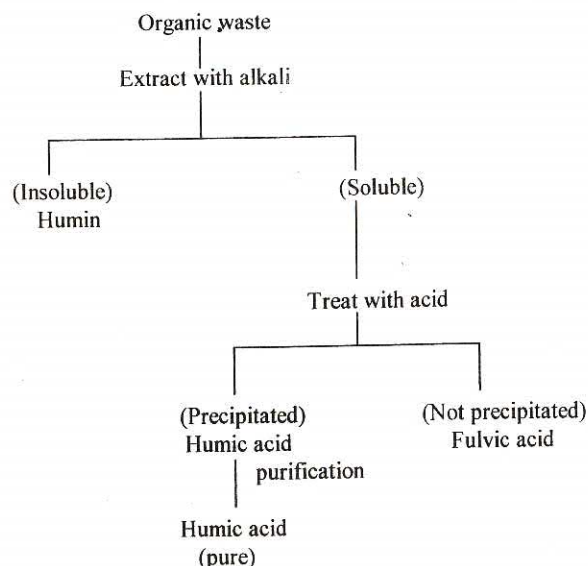 Organic waste
Extract with alkali
(Insoluble)
Humin
(Soluble)
Treat with acid
(Precipitated)
Humic acid
purification
(Not precipitated)
Fulvic acid
Humic acid
(pure)